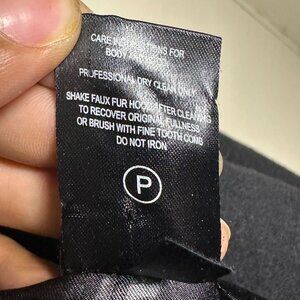 CARE INSTRUCTIONS FOR
BODY
PROFESSIONAL DRY CLEAN ONLY
SHAKE FAUX FUR HOOD AFTER CLEANING
TO RECOVER ORIGINAL FULLNESS
OR BRUSH WITH FINE TOOTH COMB
DO NOT IRON
P